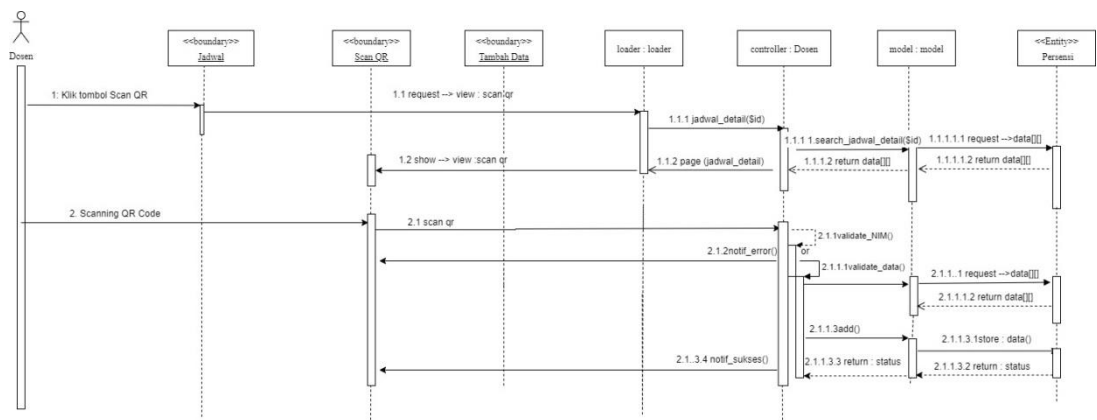 Dosen
<<boundary>>
Jadwal
<<boundary>>
Scan QR
<<boundary>>
Tambah Data
loader : loader
controller : Dosen
model : model
<<Entity>>
Persensi
1: Klik tombol Scan QR
1.1 request --> view : scan qr
1.1.1 jadwal_detail($id)
1.1.1 1.search_jadwal_detail($id)
1.1.1.1.1 request -->data[][]
1.2 show --> view :scan qr
1.1.2 page (jadwal_detail)
1.1.1.2 return data[][]
1.1.1.1.2 return data[][]
2. Scanning QR Code
2.1 scan qr
2.1.1validate_NIM()
2.1.2notif_error()
or
2.1.1.1validate_data()
2.1.1..1 request -->data[][]
2.1.1.1.2 return data[][]
2.1.1.3add()
2.1.1.3.1store : data()
2.1..3.4 notif_sukses()
2.1.1.3.3 return : status
2.1.1.3.2 return : status